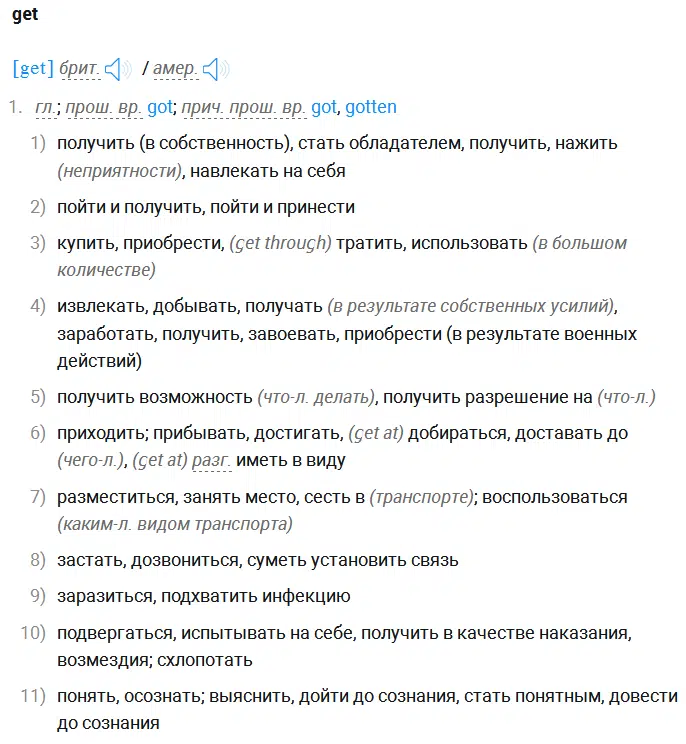 get
[get] брит. / амер.
1. гл.; прош. вр. got; прич. прош. вр. got, gotten
1) получить (в собственность), стать обладателем, получить, нажить
(неприятности), навлекать на себя
2) пойти и получить, пойти и принести
3) купить, приобрести, (get through) тратить, использовать (в большом
количестве)
4) извлекать, добывать, получать (в результате собственных усилий),
заработать, получить, завоевать, приобрести (в результате военных
действий)
5) получить возможность (что-л. делать), получить разрешение на (что-л.)
6) приходить; прибывать, достигать, (get at) добираться, доставать до
(чего-л.), (get at) разг. иметь в виду
7) разместиться, занять место, сесть в (транспорте); воспользоваться
(каким-л. видом транспорта)
8) застать, дозвониться, суметь установить связь
9) заразиться, подхватить инфекцию
10) подвергаться, испытывать на себе, получить в качестве наказания,
возмездия; схлопотать
11) понять, осознать; выяснить, дойти до сознания, стать понятным, довести
до сознания